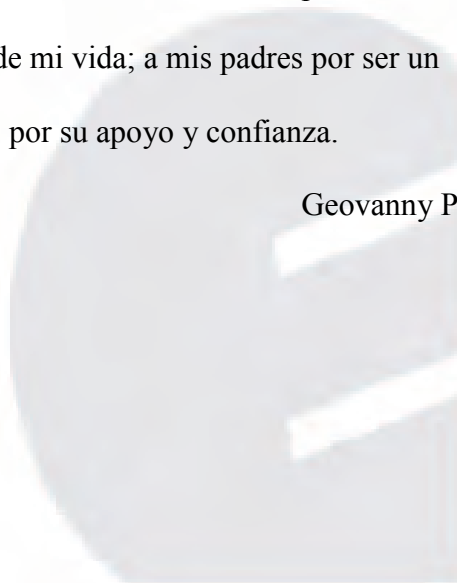 de mi vida; a mis padres por ser un
por su apoyo y confianza.
Geovanny P